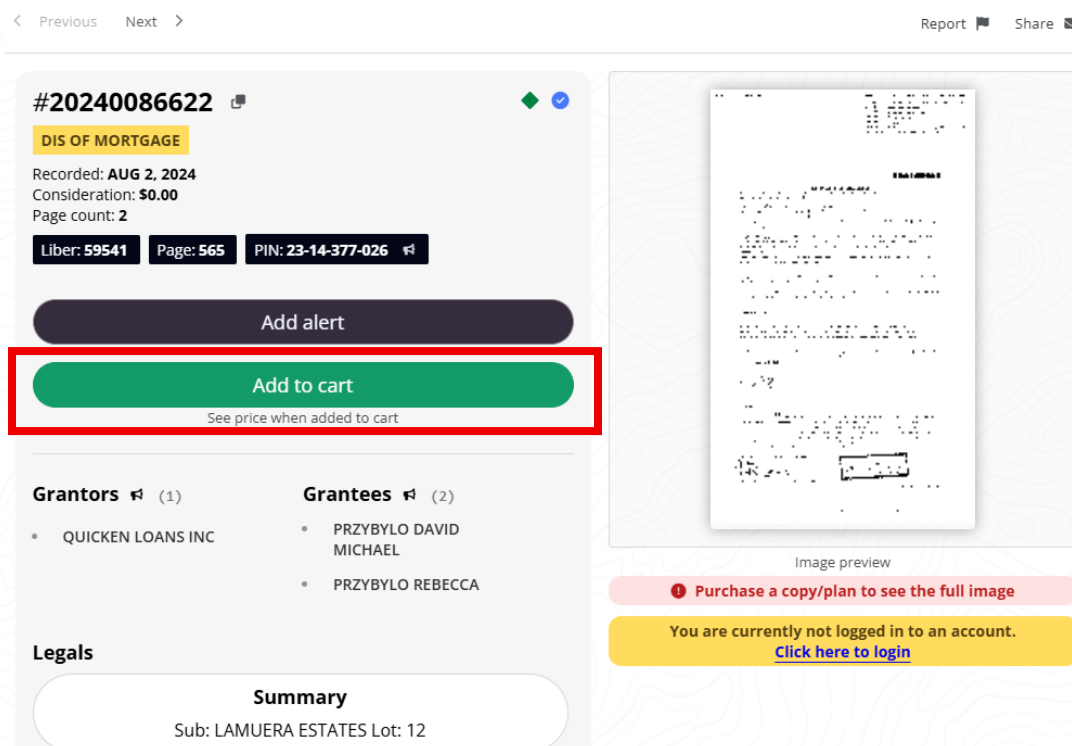 Previous Next
Report Share
#20240086622
DIS OF MORTGAGE
Recorded: AUG 2, 2024
Consideration: $0.00
Page count: 2
Liber: 59541 Page: 565 PIN: 23-14-377-026
Add alert
Add to cart
See price when added to cart
Grantors (1)
QUICKEN LOANS INC
Grantees (2)
PRZYBYLO DAVID
MICHAEL
PRZYBYLO REBECCA
Legals
Summary
Sub: LAMUERA ESTATES Lot: 12
Image preview
Purchase a copy/plan to see the full image
You are currently not logged in to an account.
Click here to login